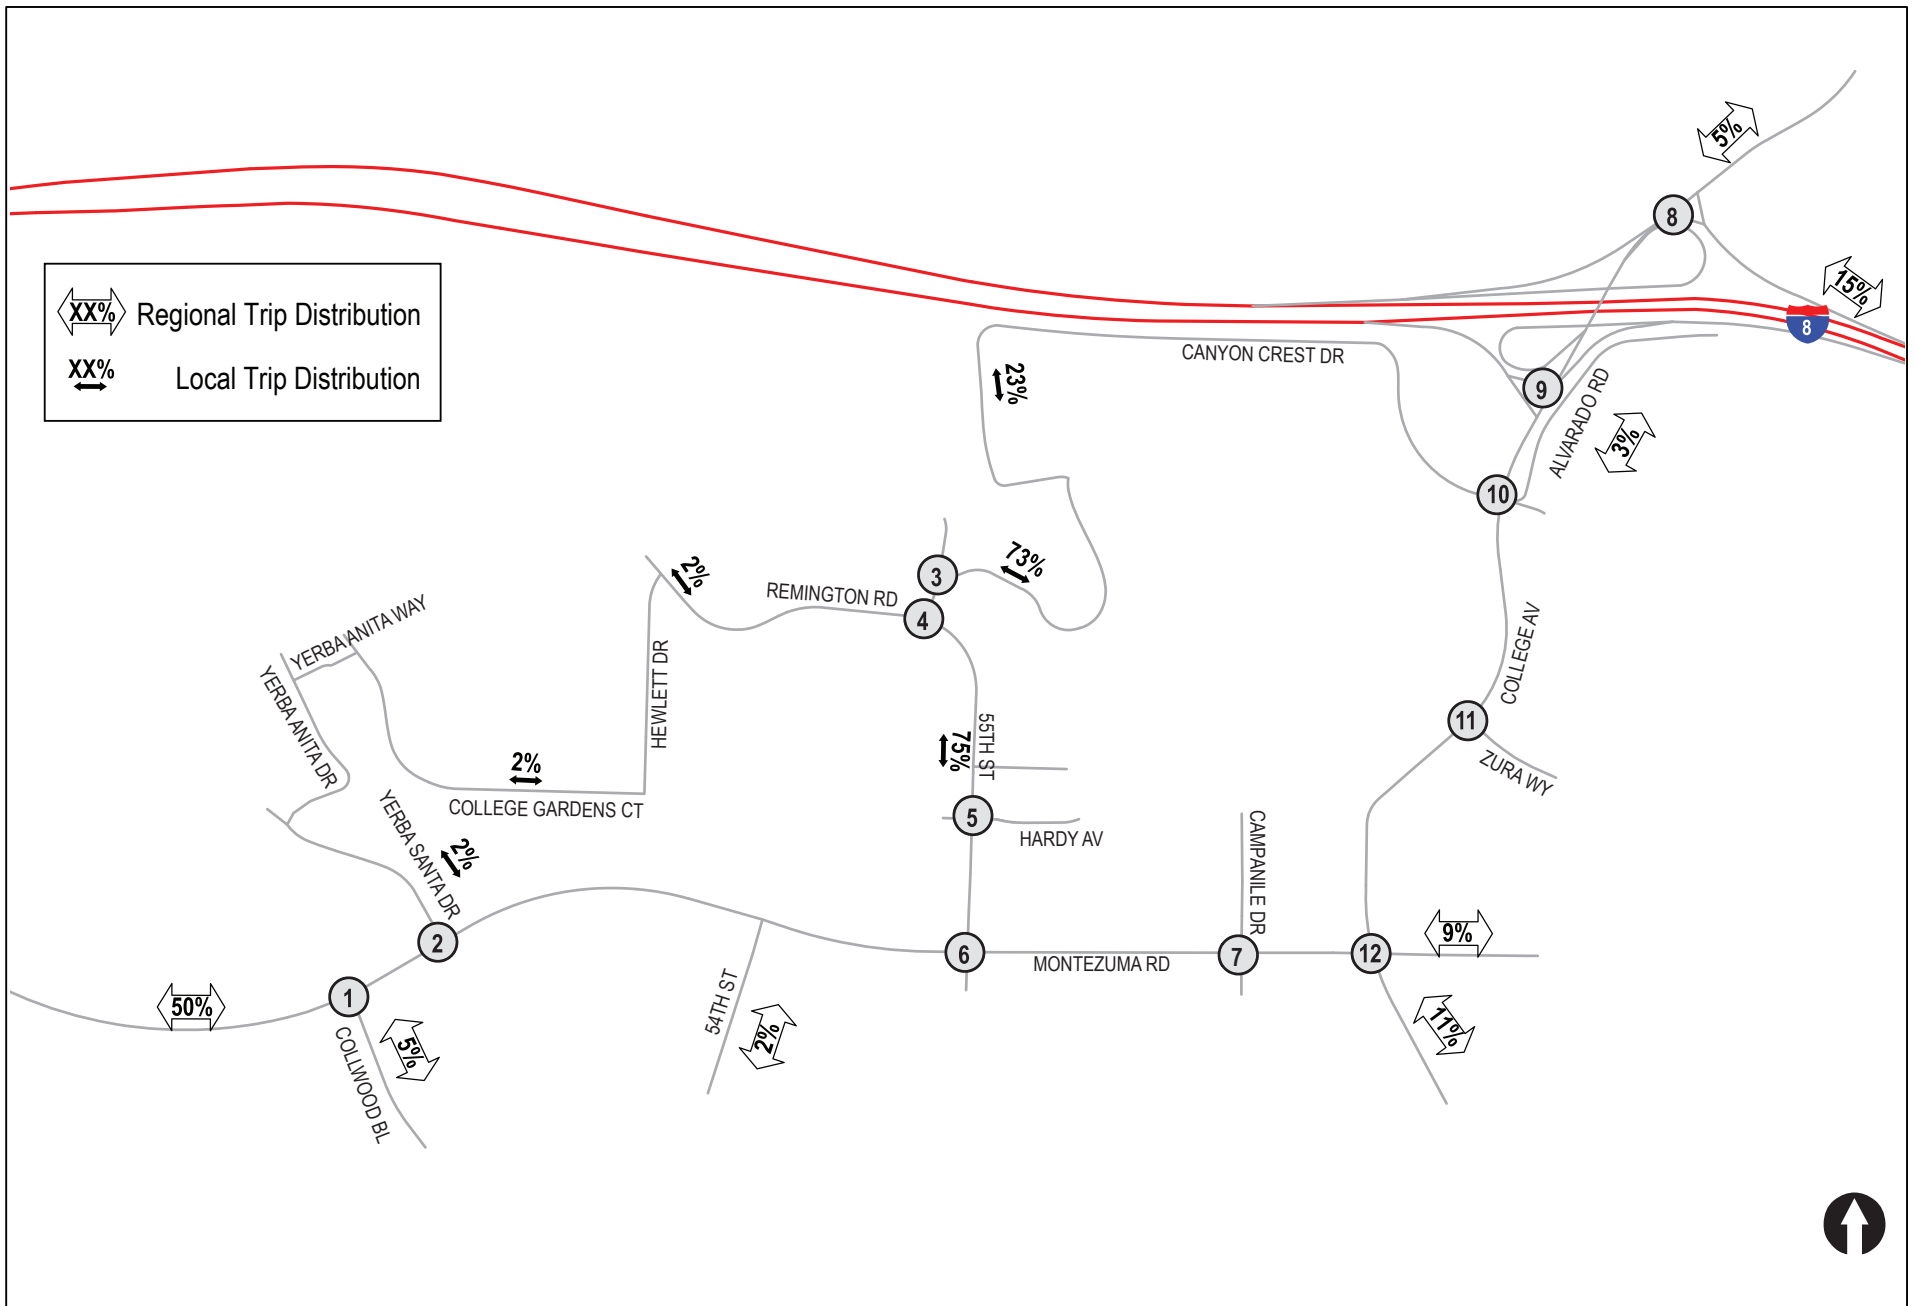 5%
8
15%
8
XX% Regional Trip Distribution
XX% Local Trip Distribution
CANYON CREST DR
23%
9
ALVARADO RD
3%
10
2%
3
73%
REMINGTON RD
4
YERBA ANITA WAY
YERBA ANITA DR
HEWLETT DR
COLLEGE AV
11
ZURA WY
55TH ST
75%
2%
COLLEGE GARDENS CT
YERBA SANTA DR
2%
5
HARDY AV
CAMPANILE DR
2
6
MONTEZUMA RD
7
12
9%
1
50%
5%
COLLWOOD BL
54TH ST
2%
11%